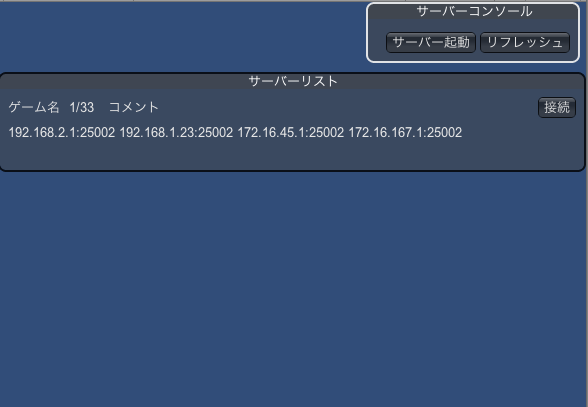 サーバーコンソール
サーバー起動 リフレッシュ
サーバーリスト
ゲーム名 1/33 コメント 接続
192.168.2.1:25002 192.168.1.23:25002 172.16.45.1:25002 172.16.167.1:25002